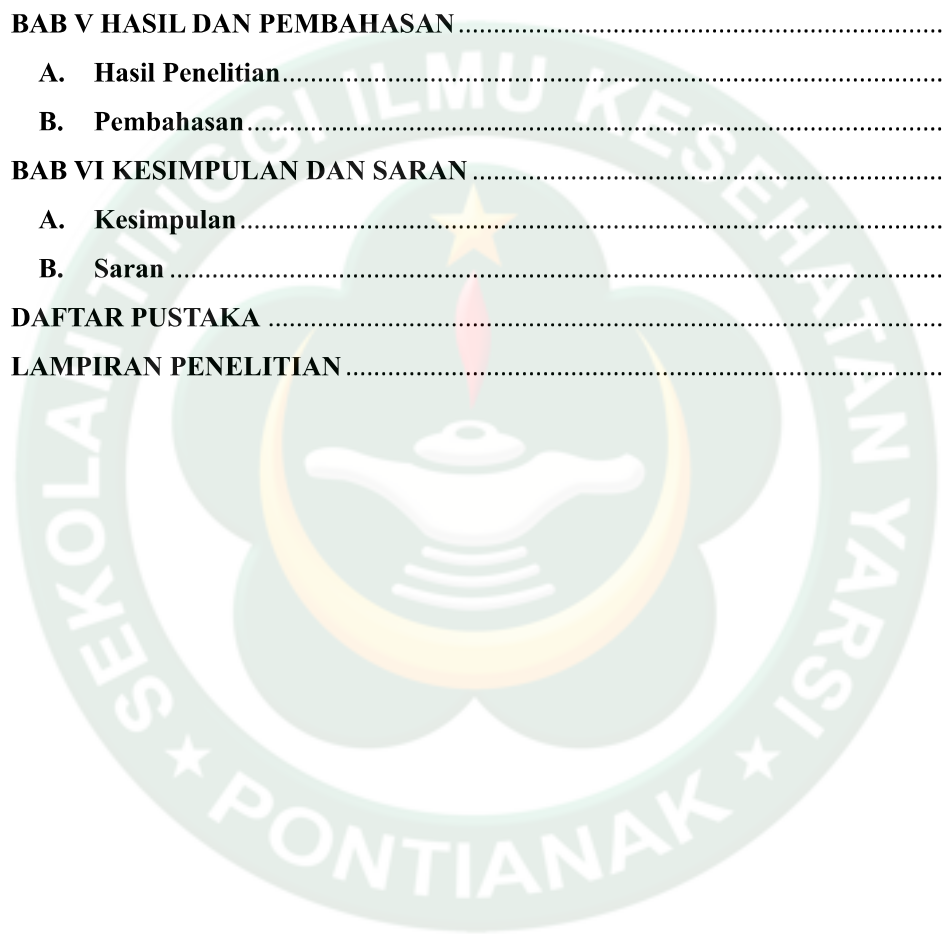 BAB V HASIL DAN PEMBAHASAN................................................................
A. Hasil Penelitian................................................................
B. Pembahasan................................................................
BAB VI KESIMPULAN DAN SARAN................................................................
A. Kesimpulan................................................................
B. Saran................................................................
DAFTAR PUSTAKA................................................................
LAMPIRAN PENELITIAN................................................................
SEKOLAH TINGGI ILMU KESEHATAN YARSI
★ PONTIANAK ★